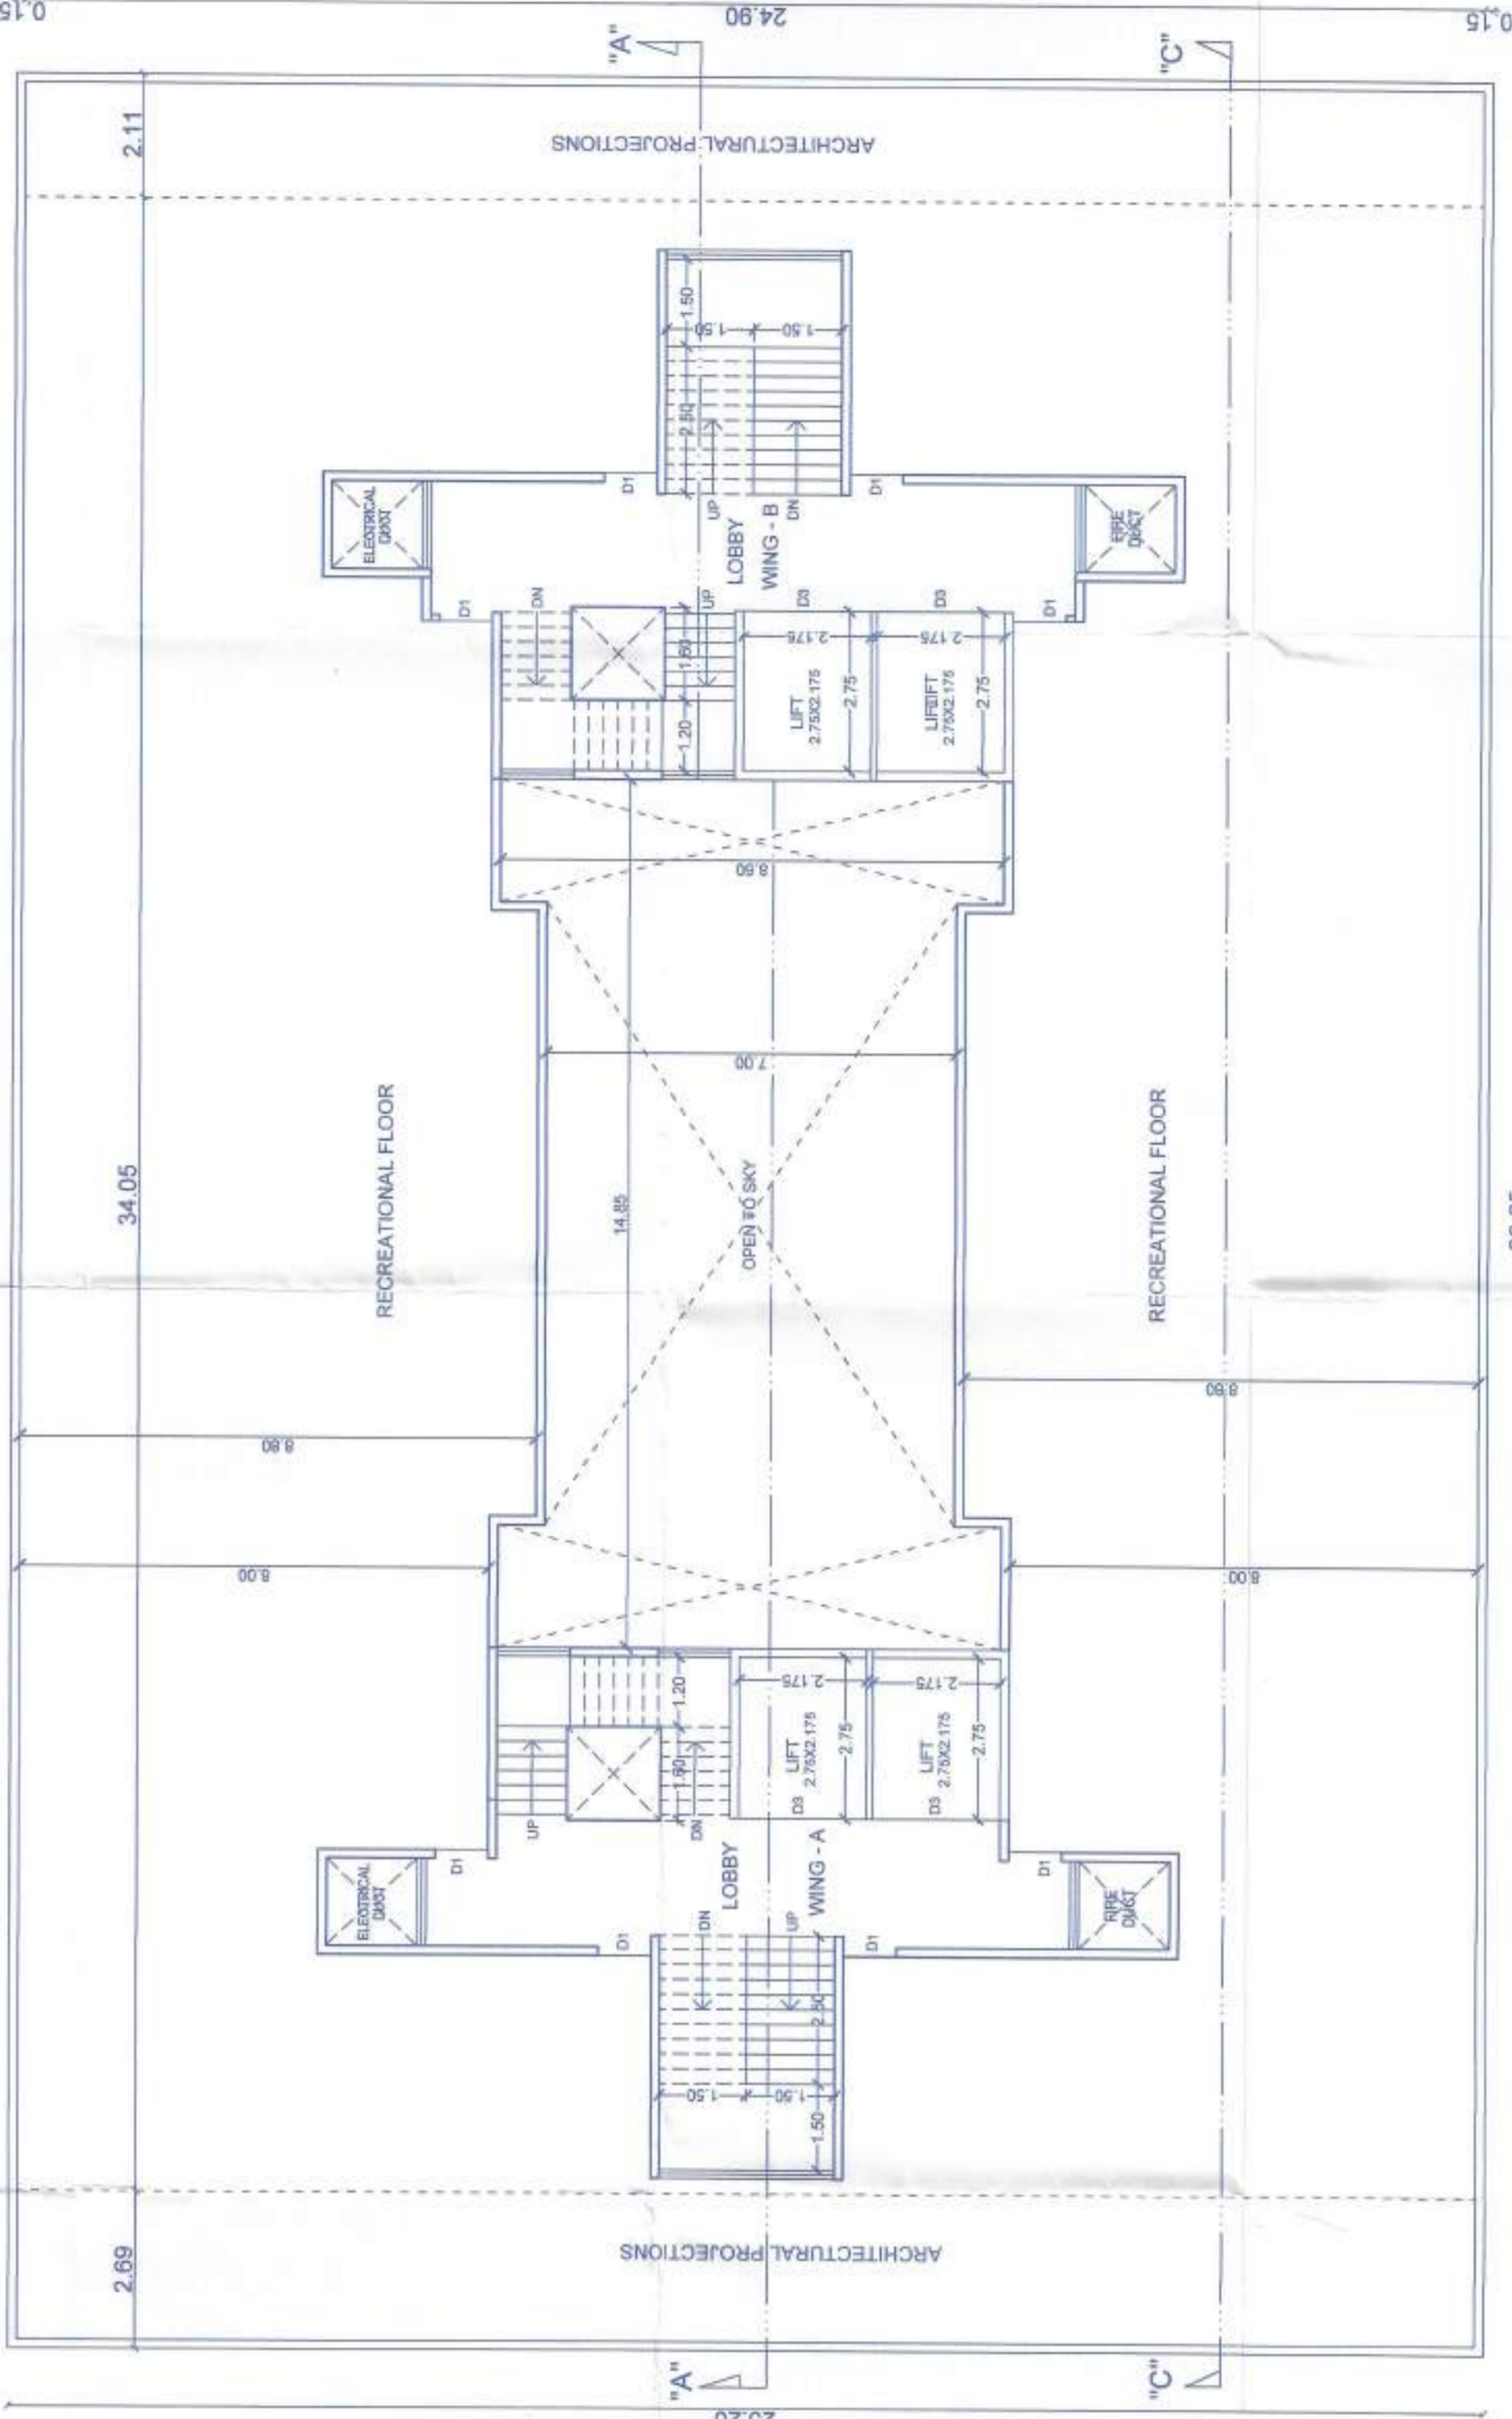 0.15
24.90
0.15
"A"
"C"
2.11
ARCHITECTURAL PROJECTIONS
1.50
1.50
1.50
2.50
ELECTRICAL
DUCT
D1
UP
DN
D1
FIRE
DUCT
LOBBY
WING - B
D1
DN
UP
D3
D3
D1
1.60
2.175
2.175
1.20
LIFT
2.75X2.175
2.75
2.75X2.175
2.75
8.60
7.00
RECREATIONAL FLOOR
34.05
14.85
OPEN TO SKY
RECREATIONAL FLOOR
8.80
8.80
8.00
8.00
1.20
2.175
2.175
1.60
LIFT
2.75X2.175
2.75
LIFT
2.75X2.175
2.75
UP
DN
D3
D3
ELECTRICAL
DUCT
D1
LOBBY
WING - A
D1
FIRE
DUCT
D1
DN
UP
D1
2.50
1.50
1.50
1.50
2.69
ARCHITECTURAL PROJECTIONS
"A"
"C"